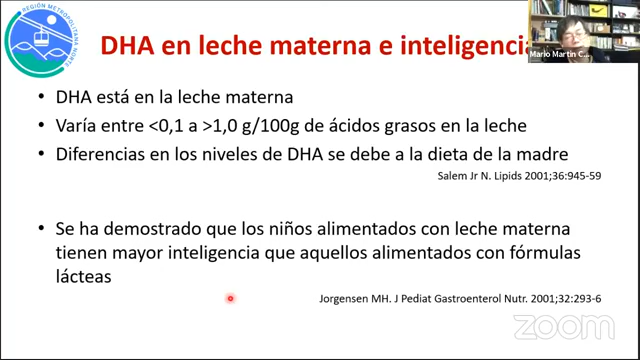 REGIÓN METROPOLITANA NORTE
DHA en leche materna e inteligencia
Mario Martin C...
• DHA está en la leche materna
• Varía entre <0,1 a >1,0 g/100g de ácidos grasos en la leche
• Diferencias en los niveles de DHA se debe a la dieta de la madre
Salem Jr N. Lipids 2001;36:945-59
• Se ha demostrado que los niños alimentados con leche materna
tienen mayor inteligencia que aquellos alimentados con fórmulas
lácteas
Jorgensen MH. J Pediat Gastroenterol Nutr. 2001;32:293-6
zoom